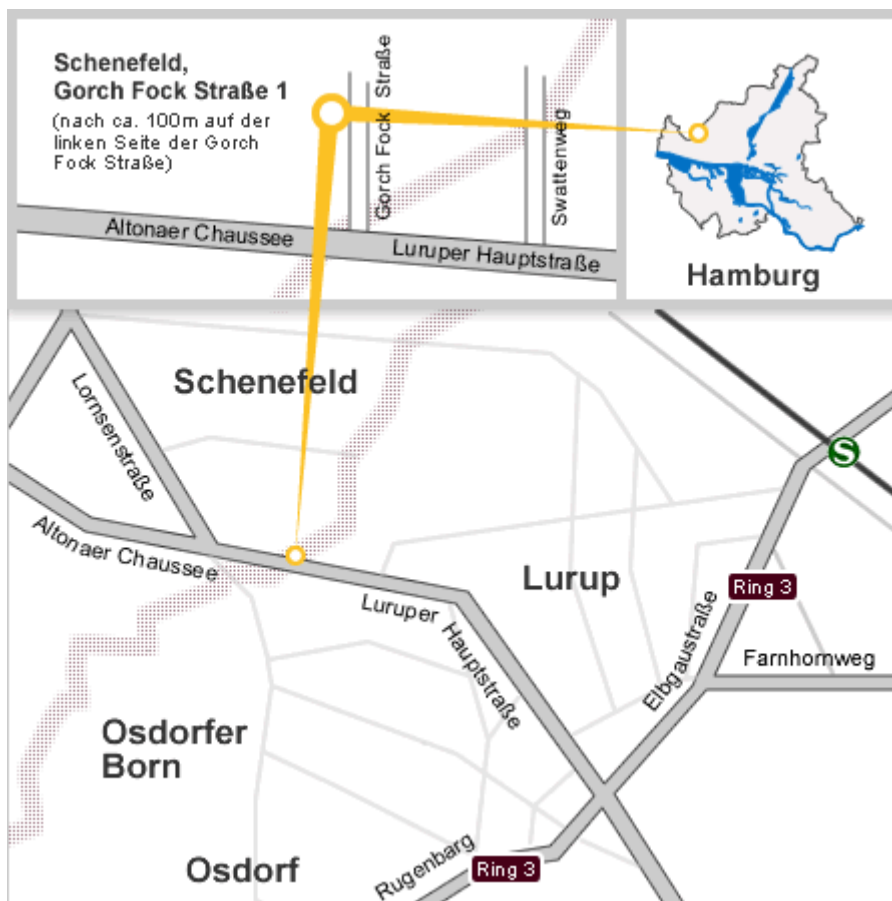 Schenefeld,
Gorch Fock Straße 1
(nach ca. 100m auf der
linken Seite der Gorch
Fock Straße)
Gorch Fock Straße
Swattenweg
Altonaer Chaussee
Luruper Hauptstraße
Hamburg
Schenefeld
Lornsenstraße
S
Altonaer Chaussee
Lurup
Ring 3
Luruper Hauptstraße
Elbgaustraße
Farnhornweg
Osdorfer
Born
Osdorf
Rugenbarg
Ring 3